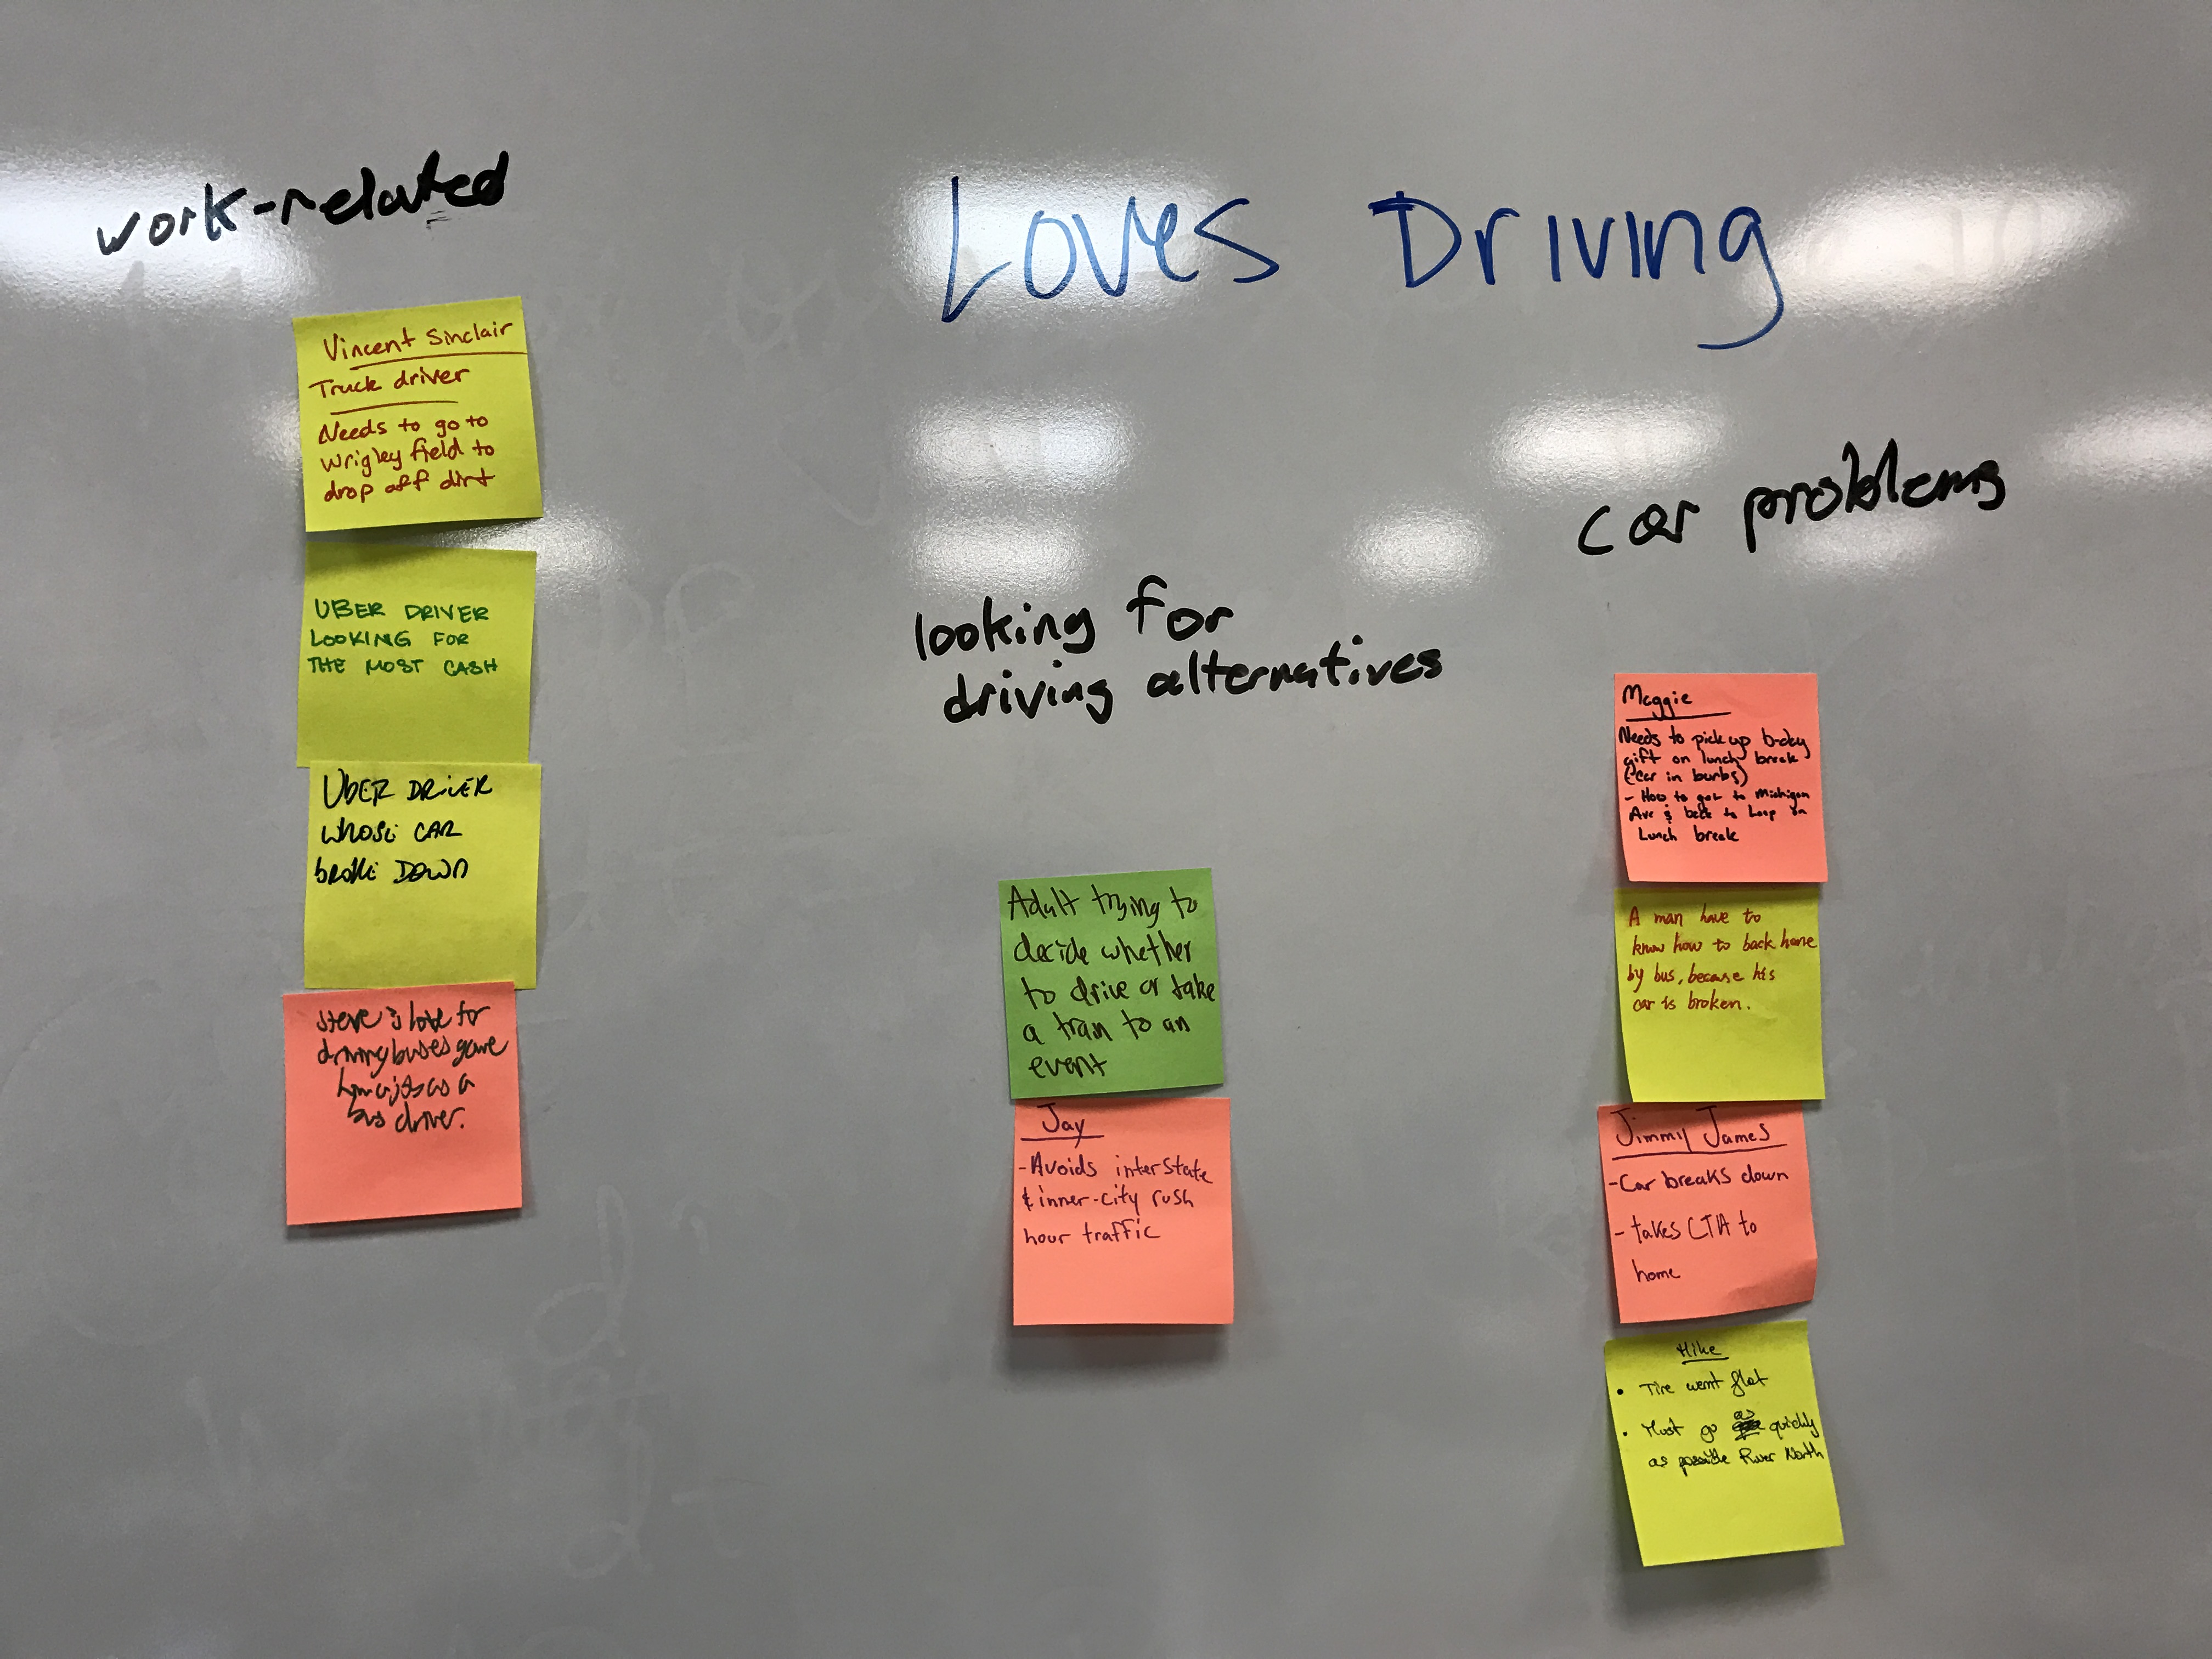 work-related
Loves Driving
Vincent Sinclair
Truck driver
Needs to go to
Wrigley field to
drop off dirt
UBER DRIVER
LOOKING FOR
THE MOST CASH
UBER DRIVER
WHOSE CAR
BROKE DOWN
Steve's love for
driving buses gave
him a job as a
bus driver.
looking for
driving alternatives
Adult trying to
decide whether
to drive or take
a train to an
event
Jay
-Avoids interstate
& inner-city rush
hour traffic
car problems
Maggie
Needs to pick up b-day
gift on lunch break
(car in burbs)
- How to get to Michigan
Ave & back to Loop on
Lunch break
A man have to
know how to back home
by bus, because his
car is broken.
Jimmy James
-Car breaks down
- takes CTA to
home
Mike
• Tire went flat
• Must go as quickly
as possible River North